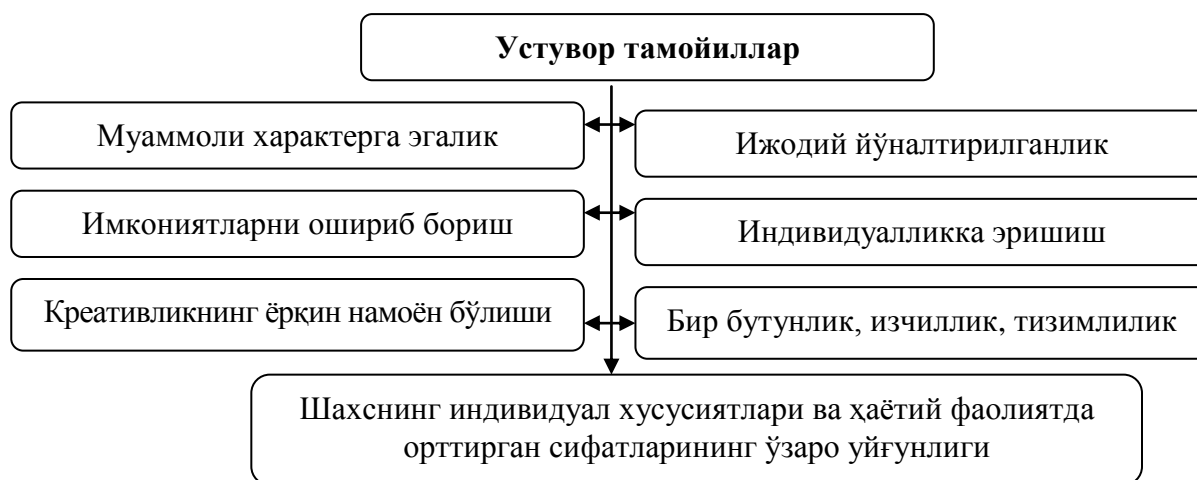 Устувор тамойиллар
Муаммоли характерга эгалик
Ижодий йўналтирилганлик
Имкониятларни ошириб бориш
Индивидуалликка эришиш
Креативликнинг ёрқин намоён бўлиши
Бир бутунлик, изчиллик, тизимлилик
Шахснинг индивидуал хусусиятлари ва ҳаётий фаолиятда
орттирган сифатларининг ўзаро уйғунлиги